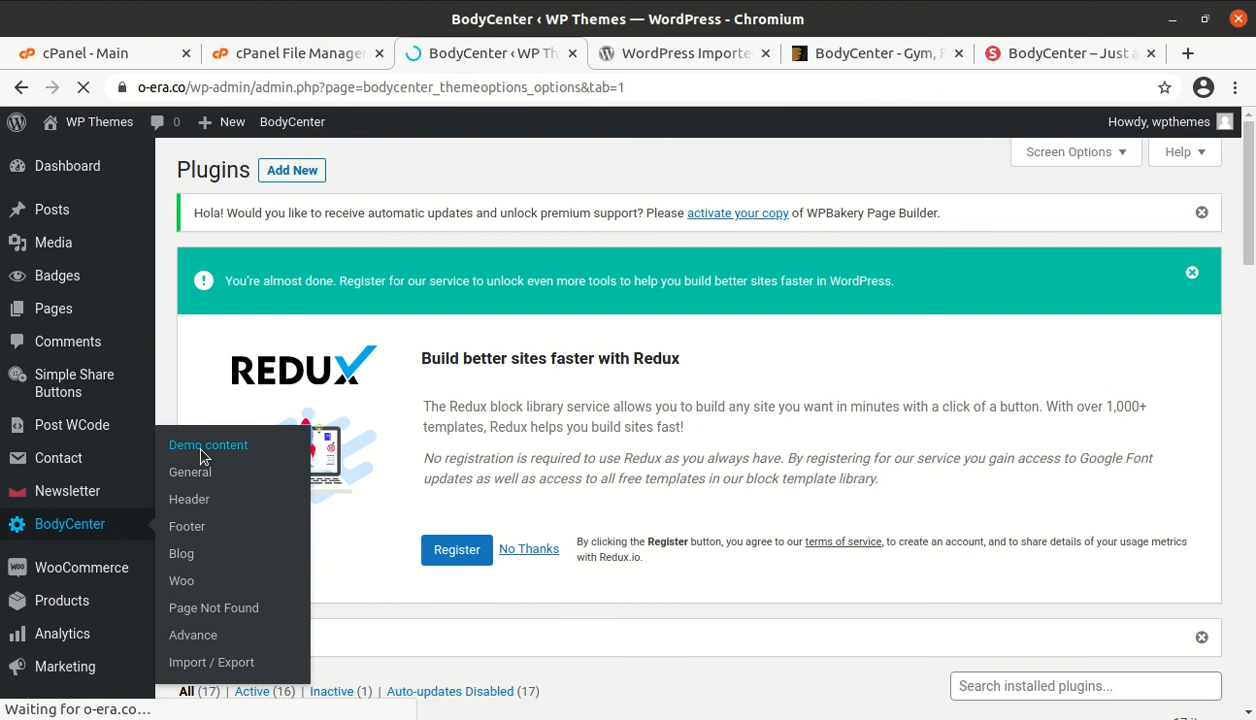 BodyCenter ‹ WP Themes — WordPress - Chromium
cPanel - Main
cPanel File Manager
BodyCenter ‹ WP Th
WordPress Importe
BodyCenter - Gym, F
BodyCenter – Just a
o-era.co/wp-admin/admin.php?page=bodycenter_themeoptions_options&tab=1
WP Themes
0
New
BodyCenter
Howdy, wpthemes
Dashboard
Posts
Media
Badges
Pages
Comments
Simple Share
Buttons
Post WCode
Contact
Newsletter
BodyCenter
WooCommerce
Products
Analytics
Marketing
Demo content
General
Header
Footer
Blog
Woo
Page Not Found
Advance
Import / Export
Plugins
Add New
Screen Options
Help
Hola! Would you like to receive automatic updates and unlock premium support? Please activate your copy of WPBakery Page Builder.
You're almost done. Register for our service to unlock even more tools to help you build better sites faster in WordPress.
REDUX
Build better sites faster with Redux
The Redux block library service allows you to build any site you want in minutes with a click of a button. With over 1,000+
templates, Redux helps you build sites fast!
No registration is required to use Redux as you always have. By registering for our service you gain access to Google Font
updates as well as access to all free templates in our block template library.
Register
No Thanks
By clicking the Register button, you agree to our terms of service, to create an account, and to share details of your usage metrics
with Redux.io.
All (17) | Active (16) | Inactive (1) | Auto-updates Disabled (17)
Search installed plugins...
Waiting for o-era.co...